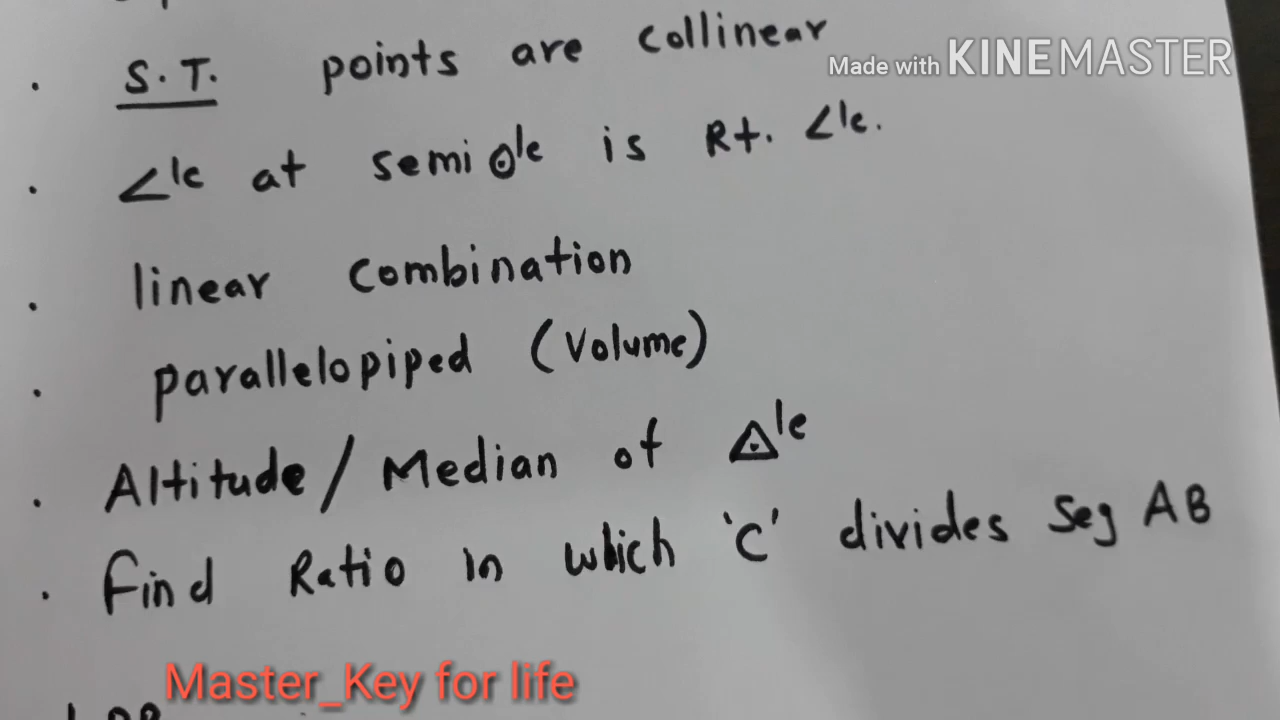 . S.T. points are collinear
Made with KINEMASTER
. ∠le at semi⊙le is Rt. ∠le.
. linear combination
. parallelopiped (Volume)
. Altitude/Median of △le
. find Ratio in which 'C' divides seg AB
Master_Key for life